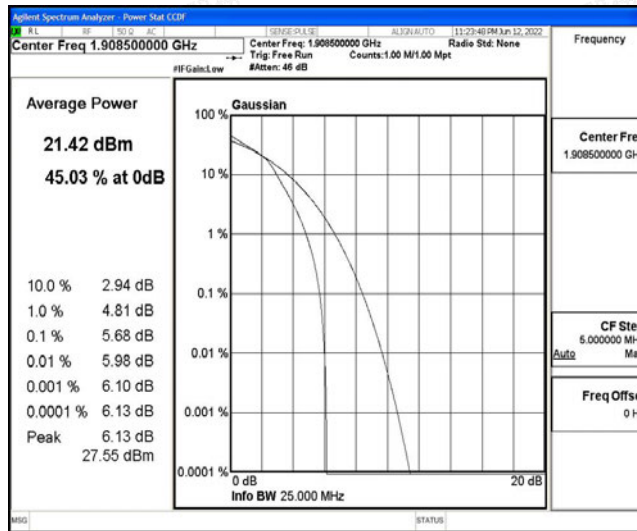 Agilent Spectrum Analyzer - Power Stat CCDF
RL RF 50 Ω AC SENSE:PULSE ALIGN AUTO 11:23:48 PM Jun 12, 2022
Center Freq 1.908500000 GHz
Center Freq: 1.908500000 GHz Radio Std: None
Trig: Free Run Counts:1.00 M/1.00 Mpt
#IFGain:Low #Atten: 46 dB
Frequency
Average Power
21.42 dBm
45.03 % at 0dB
10.0 % 2.94 dB
1.0 % 4.81 dB
0.1 % 5.68 dB
0.01 % 5.98 dB
0.001 % 6.10 dB
0.0001 % 6.13 dB
Peak 6.13 dB
27.55 dBm
Gaussian
100 %
10 %
1 %
0.1 %
0.01 %
0.001 %
0.0001 %
0 dB 20 dB
Info BW 25.000 MHz
Center Fre
1.908500000 GH
CF Ste
5.000000 MH
Auto Ma
Freq Offs
0 H
MSG STATUS